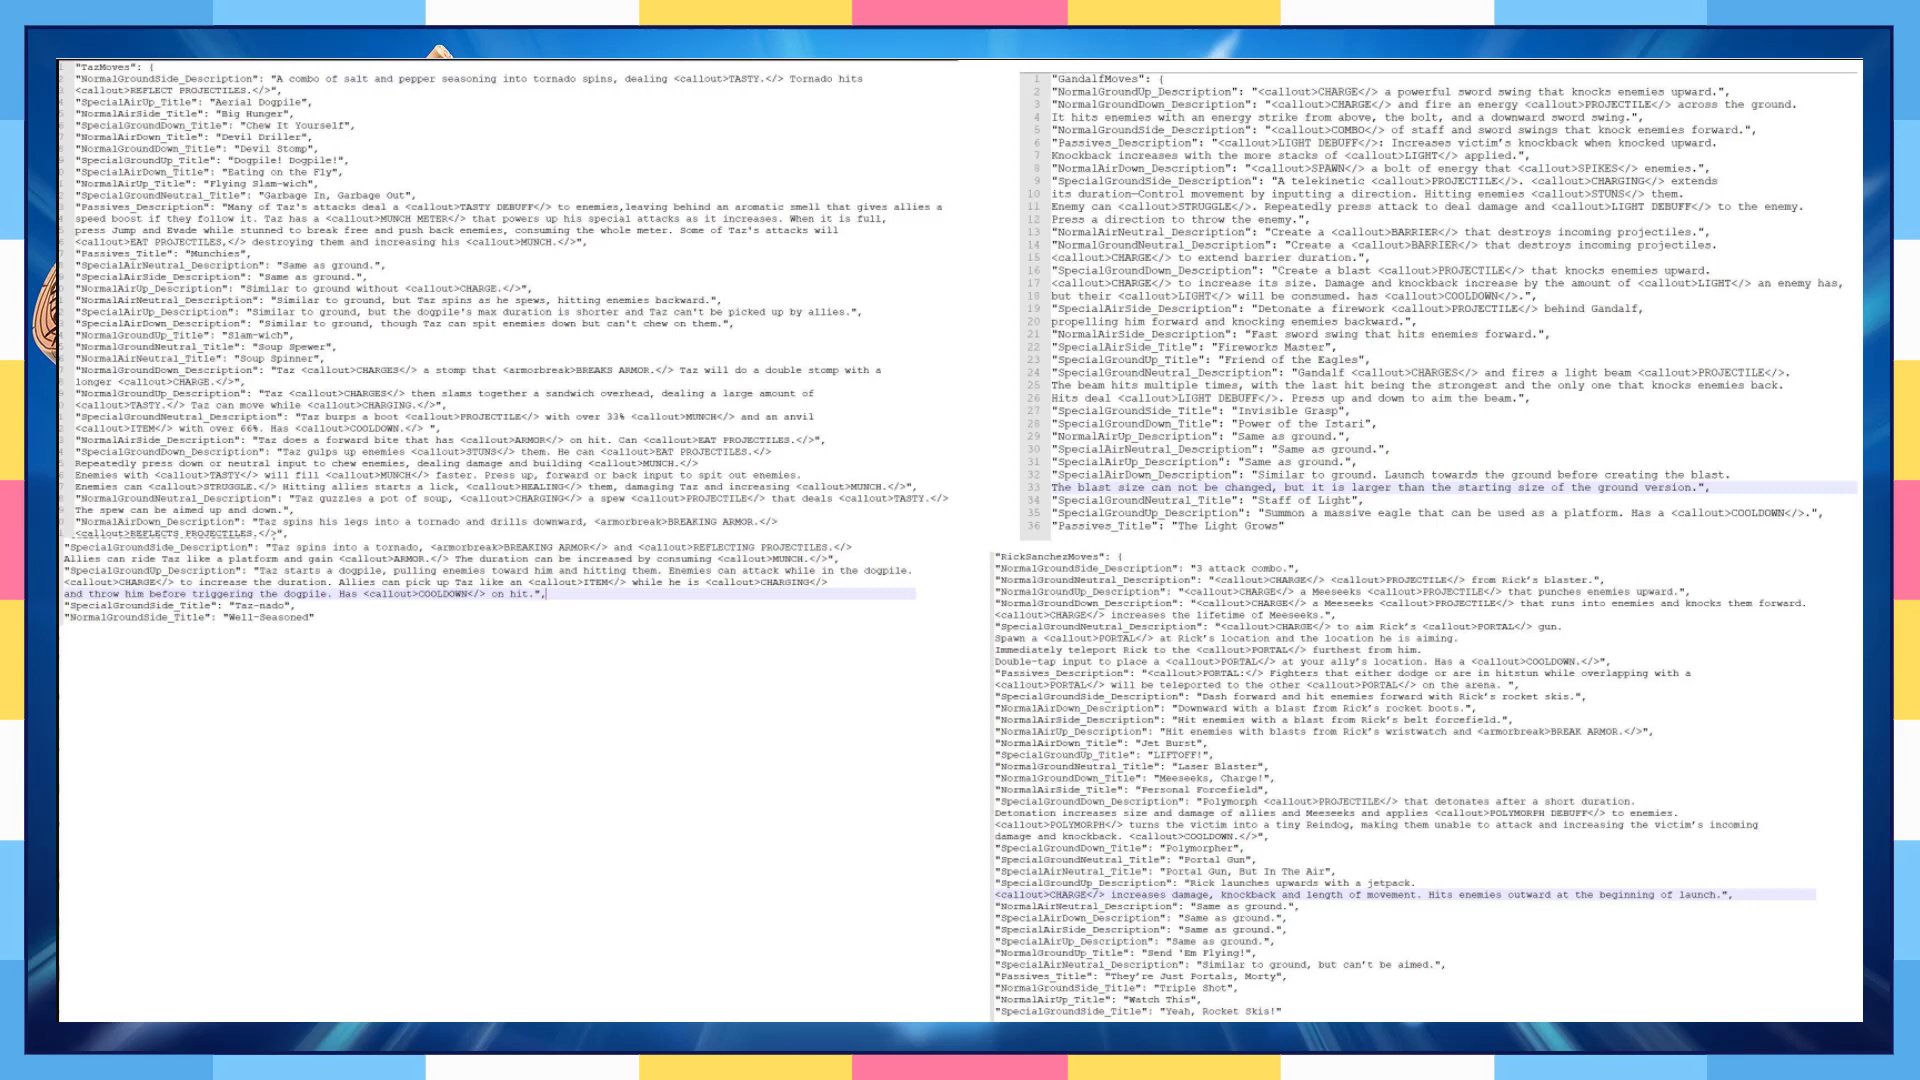 "TazMoves": {
"NormalGroundSide_Description": "A combo of salt and pepper seasoning into tornado spins, dealing <callout>TASTY.</> Tornado hits
<callout>REFLECT PROJECTILES.</>",
"SpecialAirUp_Title": "Aerial Dogpile",
"NormalAirSide_Title": "Big Hunger",
"SpecialGroundDown_Title": "Chew It Yourself",
"NormalAirDown_Title": "Devil Driller",
"NormalGroundDown_Title": "Devil Stomp",
"SpecialGroundUp_Title": "Dogpile! Dogpile!",
"SpecialAirDown_Title": "Eating on the Fly",
"NormalAirUp_Title": "Flying Slam-wich",
"SpecialGroundNeutral_Title": "Garbage In, Garbage Out",
"Passives_Description": "Many of Taz's attacks deal a <callout>TASTY DEBUFF</> to enemies,leaving behind an aromatic smell that gives allies a
speed boost if they follow it. Taz has a <callout>MUNCH METER</> that powers up his special attacks as it increases. When it is full,
press Jump and Evade while stunned to break free and push back enemies, consuming the whole meter. Some of Taz's attacks will
<callout>EAT PROJECTILES,</> destroying them and increasing his <callout>MUNCH.</>",
"Passives_Title": "Munchies",
"SpecialAirNeutral_Description": "Same as ground.",
"SpecialAirSide_Description": "Same as ground.",
"NormalAirUp_Description": "Similar to ground without <callout>CHARGE.</>",
"NormalAirNeutral_Description": "Similar to ground, but Taz spins as he spews, hitting enemies backward.",
"SpecialAirUp_Description": "Similar to ground, but the dogpile's max duration is shorter and Taz can't be picked up by allies.",
"SpecialAirDown_Description": "Similar to ground, though Taz can spit enemies down but can't chew on them.",
"NormalGroundUp_Title": "Slam-wich",
"NormalGroundNeutral_Title": "Soup Spewer",
"NormalAirNeutral_Title": "Soup Spinner",
"NormalGroundDown_Description": "Taz <callout>CHARGES</> a stomp that <armorbreak>BREAKS ARMOR.</> Taz will do a double stomp with a
longer <callout>CHARGE.</>",
"NormalGroundUp_Description": "Taz <callout>CHARGES</> then slams together a sandwich overhead, dealing a large amount of
<callout>TASTY. Taz can move while <callout>CHARGING.</>",
"SpecialGroundNeutral_Description": "Taz burps a boot <callout>PROJECTILE</> with over 33% <callout>MUNCH</> and an anvil
<callout>ITEM</> with over 66%. Has <callout>COOLDOWN.</> ",
"NormalAirSide_Description": "Taz does a forward bite that has <callout>ARMOR</> on hit. Can <callout>EAT PROJECTILES.</>",
"SpecialGroundDown_Description": "Taz gulps up enemies <callout>STUNS</> them. He can <callout>EAT PROJECTILES.</>
Repeatedly press down or neutral input to chew enemies, dealing damage and building <callout>MUNCH.</>
Enemies with <callout>TASTY</> will fill <callout>MUNCH</> faster. Press up, forward or back input to spit out enemies.
Enemies can <callout>STRUGGLE.</> Hitting allies starts a lick, <callout>HEALING</> them, damaging Taz and increasing <callout>MUNCH.</>",
"NormalGroundNeutral_Description": "Taz guzzles a pot of soup, <callout>CHARGING</> a spew <callout>PROJECTILE</> that deals <callout>TASTY.</>
The spew can be aimed up and down.",
"NormalAirDown_Description": "Taz spins his legs into a tornado and drills downward, <armorbreak>BREAKING ARMOR.</>
<callout>REFLECTS PROJECTILES.</>",
"SpecialGroundSide_Description": "Taz spins into a tornado, <armorbreak>BREAKING ARMOR</> and <callout>REFLECTING PROJECTILES.</>
Allies can ride Taz like a platform and gain <callout>ARMOR.</> The duration can be increased by consuming <callout>MUNCH.</>",
"SpecialGroundUp_Description": "Taz starts a dogpile, pulling enemies toward him and hitting them. Enemies can attack while in the dogpile.
<callout>CHARGE</> to increase the duration. Allies can pick up Taz like an <callout>ITEM</> while he is <callout>CHARGING</>
and throw him before triggering the dogpile. Has <callout>COOLDOWN</> on hit.",
"SpecialGroundSide_Title": "Taz-nado",
"NormalGroundSide_Title": "Well-Seasoned"
1 "GandalfMoves": {
2 "NormalGroundUp_Description": "<callout>CHARGE</> a powerful sword swing that knocks enemies upward.",
3 "NormalGroundDown_Description": "<callout>CHARGE</> and fire an energy <callout>PROJECTILE</> across the ground.
4 It hits enemies with an energy strike from above, the bolt, and a downward sword swing.",
5 "NormalGroundSide_Description": "<callout>COMBO</> of staff and sword swings that knock enemies forward.",
6 "Passives_Description": "<callout>LIGHT DEBUFF</>: Increases victim's knockback when knocked upward.
7 Knockback increases with the more stacks of <callout>LIGHT</> applied.",
8 "NormalAirDown_Description": "<callout>SPAWN</> a bolt of energy that <callout>SPIKES</> enemies.",
9 "SpecialGroundSide_Description": "A telekinetic <callout>PROJECTILE</>. <callout>CHARGING</> extends
10 its duration—Control movement by inputting a direction. Hitting enemies <callout>STUNS</> them.
11 Enemy can <callout>STRUGGLE</>. Repeatedly press attack to deal damage and <callout>LIGHT DEBUFF</> to the enemy.
12 Press a direction to throw the enemy.",
13 "NormalAirNeutral_Description": "Create a <callout>BARRIER</> that destroys incoming projectiles.",
14 "NormalGroundNeutral_Description": "Create a <callout>BARRIER</> that destroys incoming projectiles.
15 <callout>CHARGE</> to extend barrier duration.",
16 "SpecialGroundDown_Description": "Create a blast <callout>PROJECTILE</> that knocks enemies upward.
17 <callout>CHARGE</> to increase its size. Damage and knockback increase by the amount of <callout>LIGHT</> an enemy has,
18 but their <callout>LIGHT</> will be consumed. has <callout>COOLDOWN</>.",
19 "SpecialAirSide_Description": "Detonate a firework <callout>PROJECTILE</> behind Gandalf,
20 propelling him forward and knocking enemies backward.",
21 "NormalAirSide_Description": "Fast sword swing that hits enemies forward.",
22 "SpecialAirSide_Title": "Fireworks Master",
23 "SpecialGroundUp_Title": "Friend of the Eagles",
24 "SpecialGroundNeutral_Description": "Gandalf <callout>CHARGES</> and fires a light beam <callout>PROJECTILE</>.
25 The beam hits multiple times, with the last hit being the strongest and the only one that knocks enemies back.
26 Hits deal <callout>LIGHT DEBUFF</>. Press up and down to aim the beam.",
27 "SpecialGroundSide_Title": "Invisible Grasp",
28 "SpecialGroundDown_Title": "Power of the Istari",
29 "NormalAirUp_Description": "Same as ground.",
30 "SpecialAirNeutral_Description": "Same as ground.",
31 "SpecialAirUp_Description": "Same as ground.",
32 "SpecialAirDown_Description": "Similar to ground. Launch towards the ground before creating the blast.
33 The blast size can not be changed, but it is larger than the starting size of the ground version.",
34 "SpecialGroundNeutral_Title": "Staff of Light",
35 "SpecialGroundUp_Description": "Summon a massive eagle that can be used as a platform. Has a <callout>COOLDOWN</>.",
36 "Passives_Title": "The Light Grows"
"RickSanchezMoves": {
"NormalGroundSide_Description": "3 attack combo.",
"NormalGroundNeutral_Description": "<callout>CHARGE</> <callout>PROJECTILE</> from Rick's blaster.",
"NormalGroundUp_Description": "<callout>CHARGE</> a Meeseeks <callout>PROJECTILE</> that punches enemies upward.",
"NormalGroundDown_Description": "<callout>CHARGE</> a Meeseeks <callout>PROJECTILE</> that runs into enemies and knocks them forward.
<callout>CHARGE</> increases the lifetime of Meeseeks.",
"SpecialGroundNeutral_Description": "<callout>CHARGE</> to aim Rick's <callout>PORTAL</> gun.
Spawn a <callout>PORTAL</> at Rick's location and the location he is aiming.
Immediately teleport Rick to the <callout>PORTAL</> furthest from him.
Double-tap input to place a <callout>PORTAL</> at your ally's location. Has a <callout>COOLDOWN.</>",
"Passives_Description": "<callout>PORTAL:</> Fighters that either dodge or are in hitstun while overlapping with a
<callout>PORTAL</> will be teleported to the other <callout>PORTAL</> on the arena. ",
"SpecialGroundSide_Description": "Dash forward and hit enemies forward with Rick's rocket skis.",
"NormalAirDown_Description": "Downward with a blast from Rick's rocket boots.",
"NormalAirSide_Description": "Hit enemies with a blast from Rick's belt forcefield.",
"NormalAirUp_Description": "Hit enemies with blasts from Rick's wristwatch and <armorbreak>BREAK ARMOR.</>",
"NormalAirDown_Title": "Jet Burst",
"SpecialGroundUp_Title": "LIFTOFF!",
"NormalGroundNeutral_Title": "Laser Blaster",
"NormalGroundDown_Title": "Meeseeks, Charge!",
"NormalAirSide_Title": "Personal Forcefield",
"SpecialGroundDown_Description": "Polymorph <callout>PROJECTILE</> that detonates after a short duration.
Detonation increases size and damage of allies and Meeseeks and applies <callout>POLYMORPH DEBUFF</> to enemies.
<callout>POLYMORPH</> turns the victim into a tiny Reindog, making them unable to attack and increasing the victim's incoming
damage and knockback. <callout>COOLDOWN.</>",
"SpecialGroundDown_Title": "Polymorpher",
"SpecialGroundNeutral_Title": "Portal Gun",
"SpecialAirNeutral_Title": "Portal Gun, But In The Air",
"SpecialGroundUp_Description": "Rick launches upwards with a jetpack.
<callout>CHARGE</> increases damage, knockback and length of movement. Hits enemies outward at the beginning of launch.",
"NormalAirNeutral_Description": "Same as ground.",
"SpecialAirDown_Description": "Same as ground.",
"SpecialAirSide_Description": "Same as ground.",
"SpecialAirUp_Description": "Same as ground.",
"NormalGroundUp_Title": "Send 'Em Flying!",
"SpecialAirNeutral_Description": "Similar to ground, but can't be aimed.",
"Passives_Title": "They're Just Portals, Morty",
"NormalGroundSide_Title": "Triple Shot",
"NormalAirUp_Title": "Watch This",
"SpecialGroundSide_Title": "Yeah, Rocket Skis!"